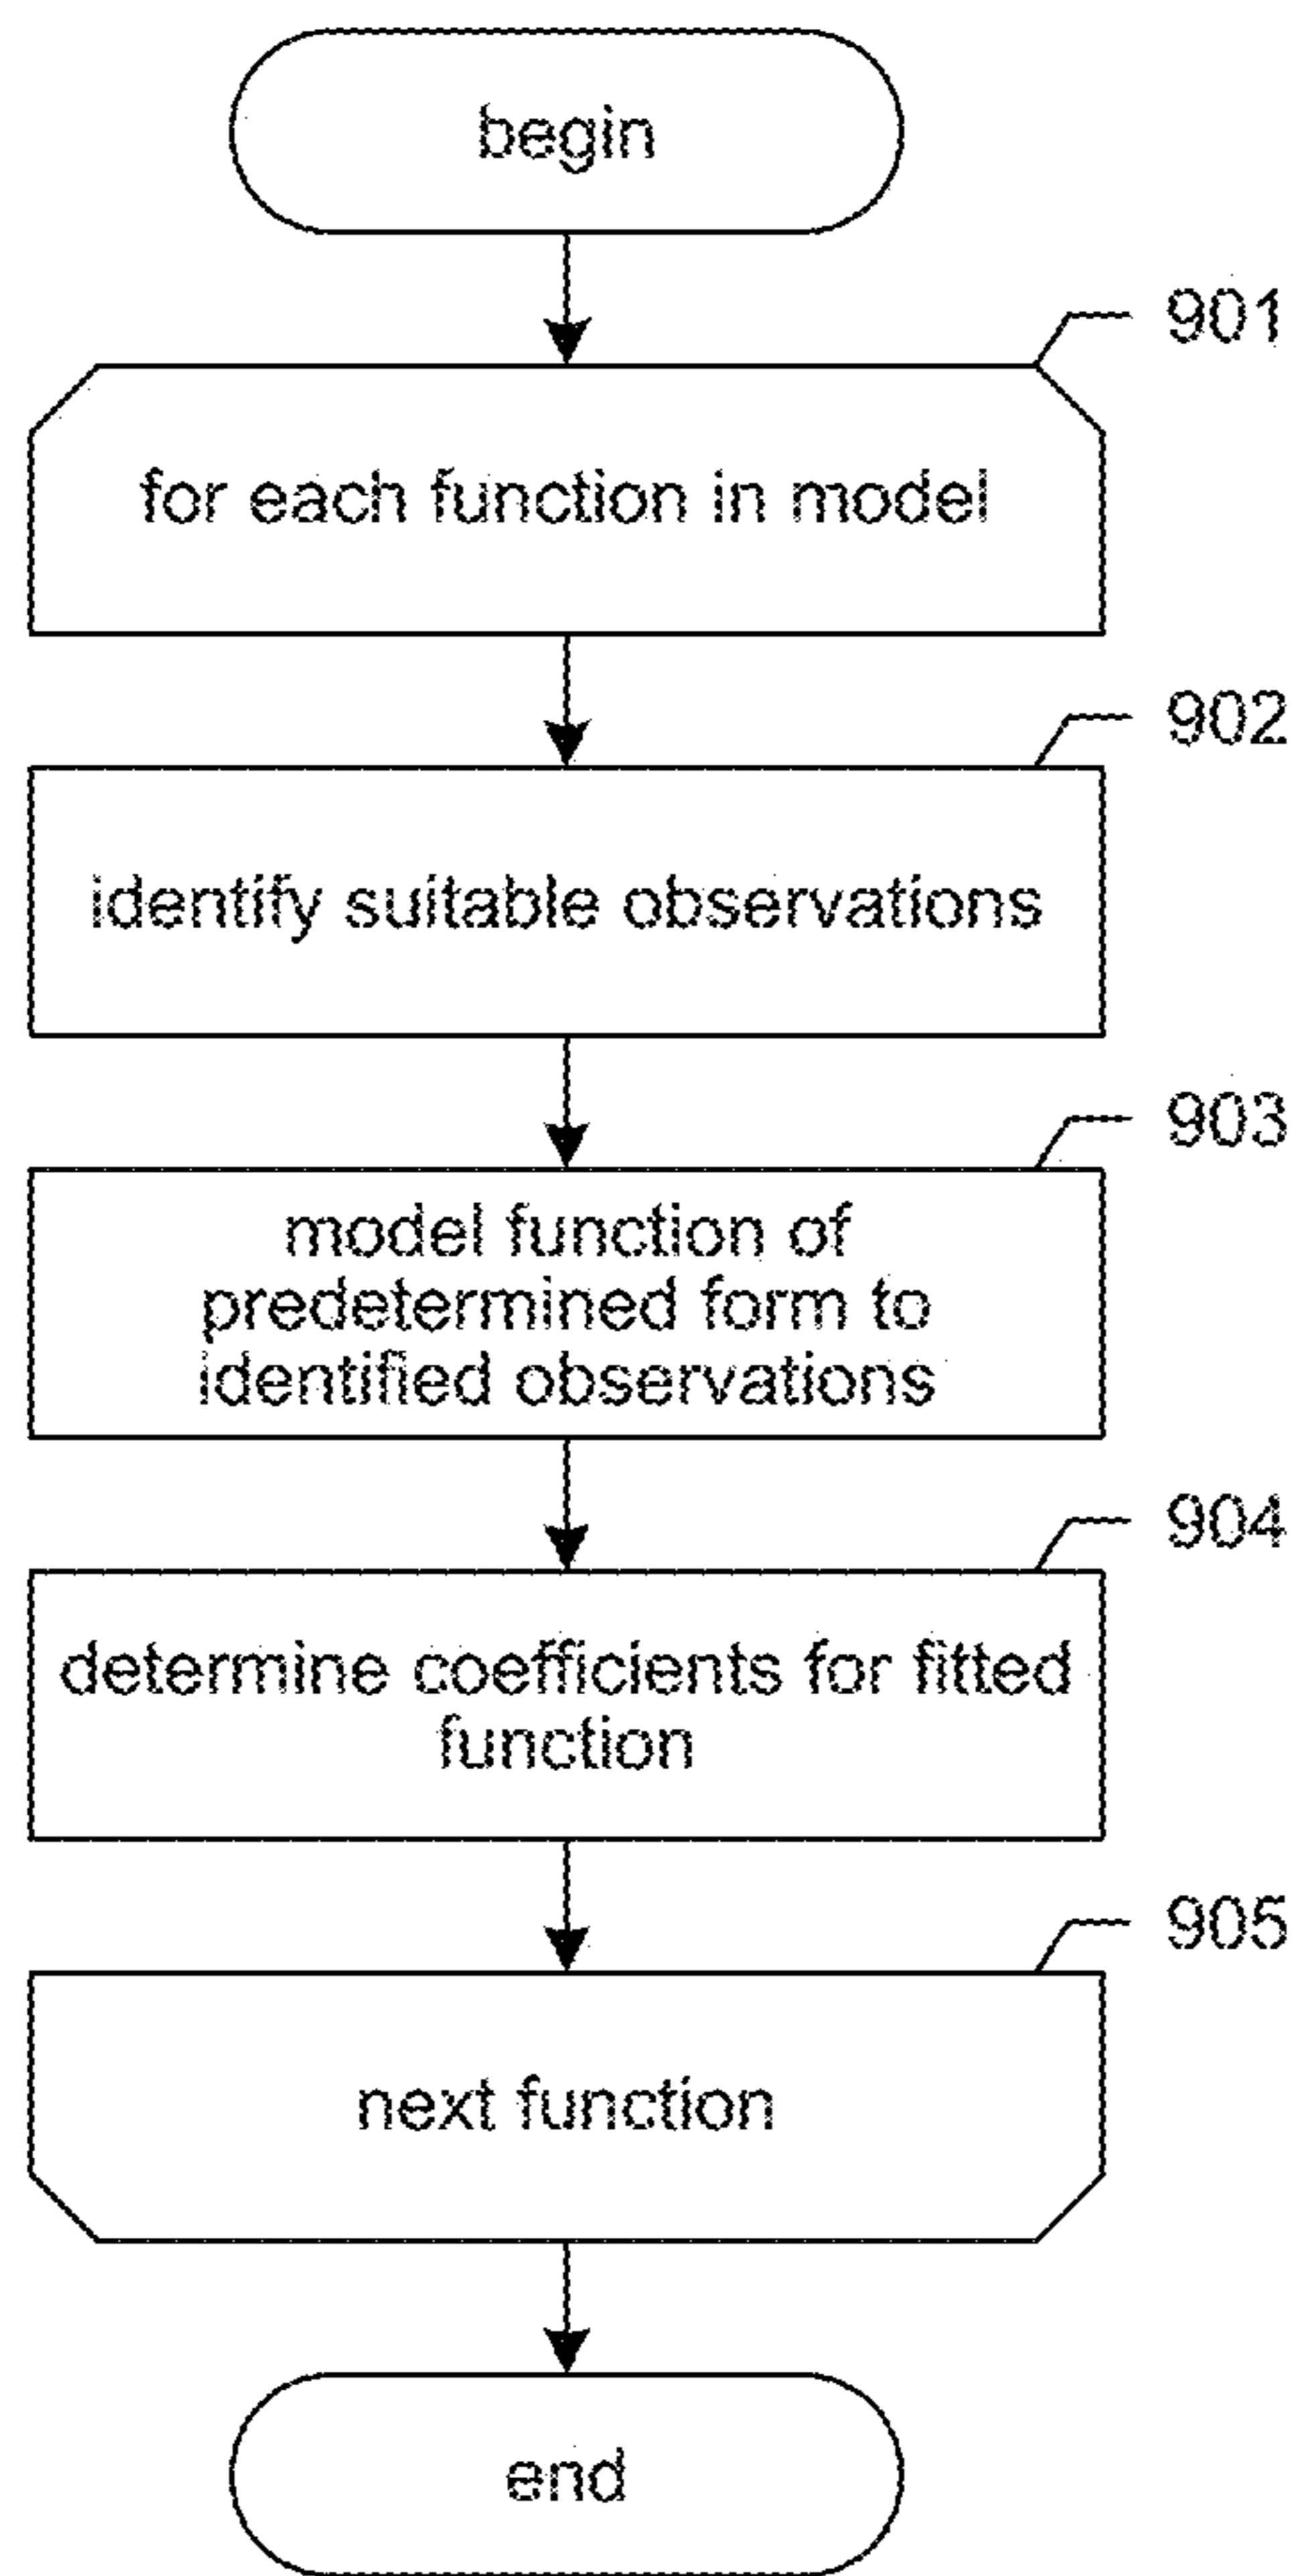 begin
901
for each function in model
902
identify suitable observations
903
model function of
predetermined form to
identified observations
904
determine coefficients for fitted
function
905
next function
end